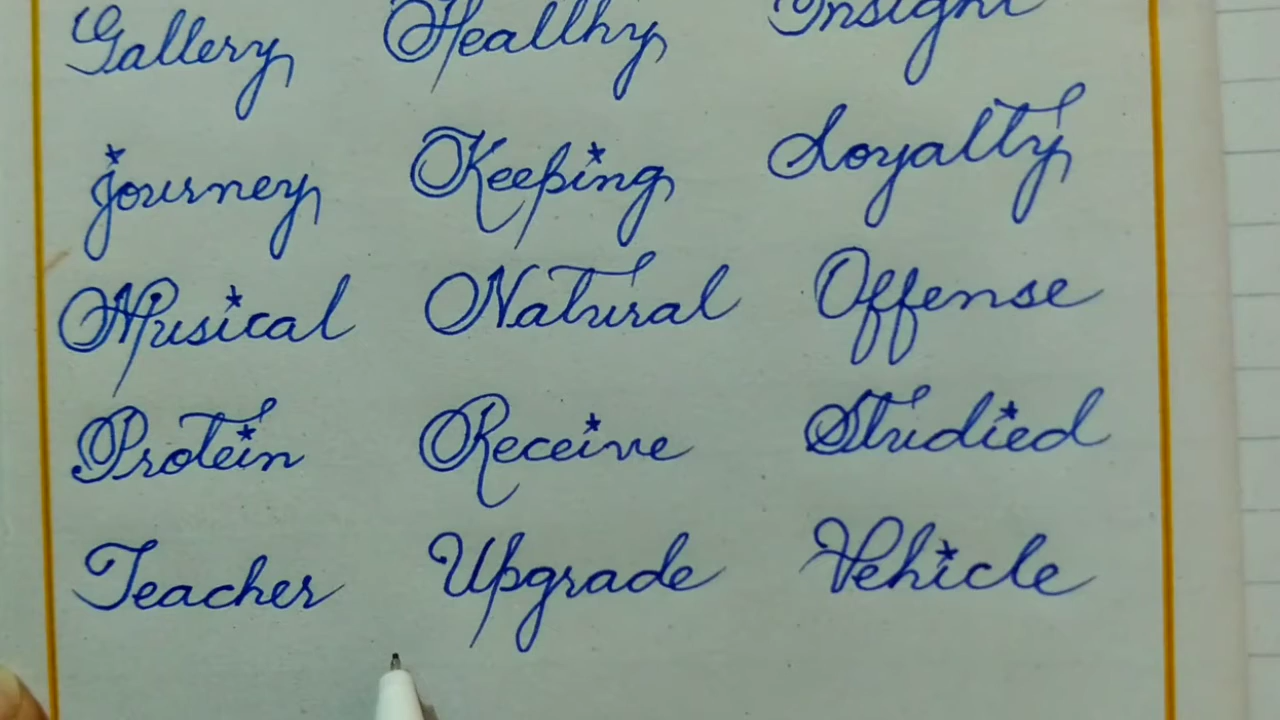 Gallery Healthy Insight
journey Keeping Loyalty
Musical Natural Offense
Protein Receive Studied
Teacher Upgrade Vehicle